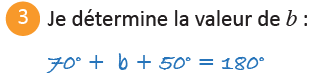 3 Je détermine la valeur de b :
70° + b + 50° = 180°